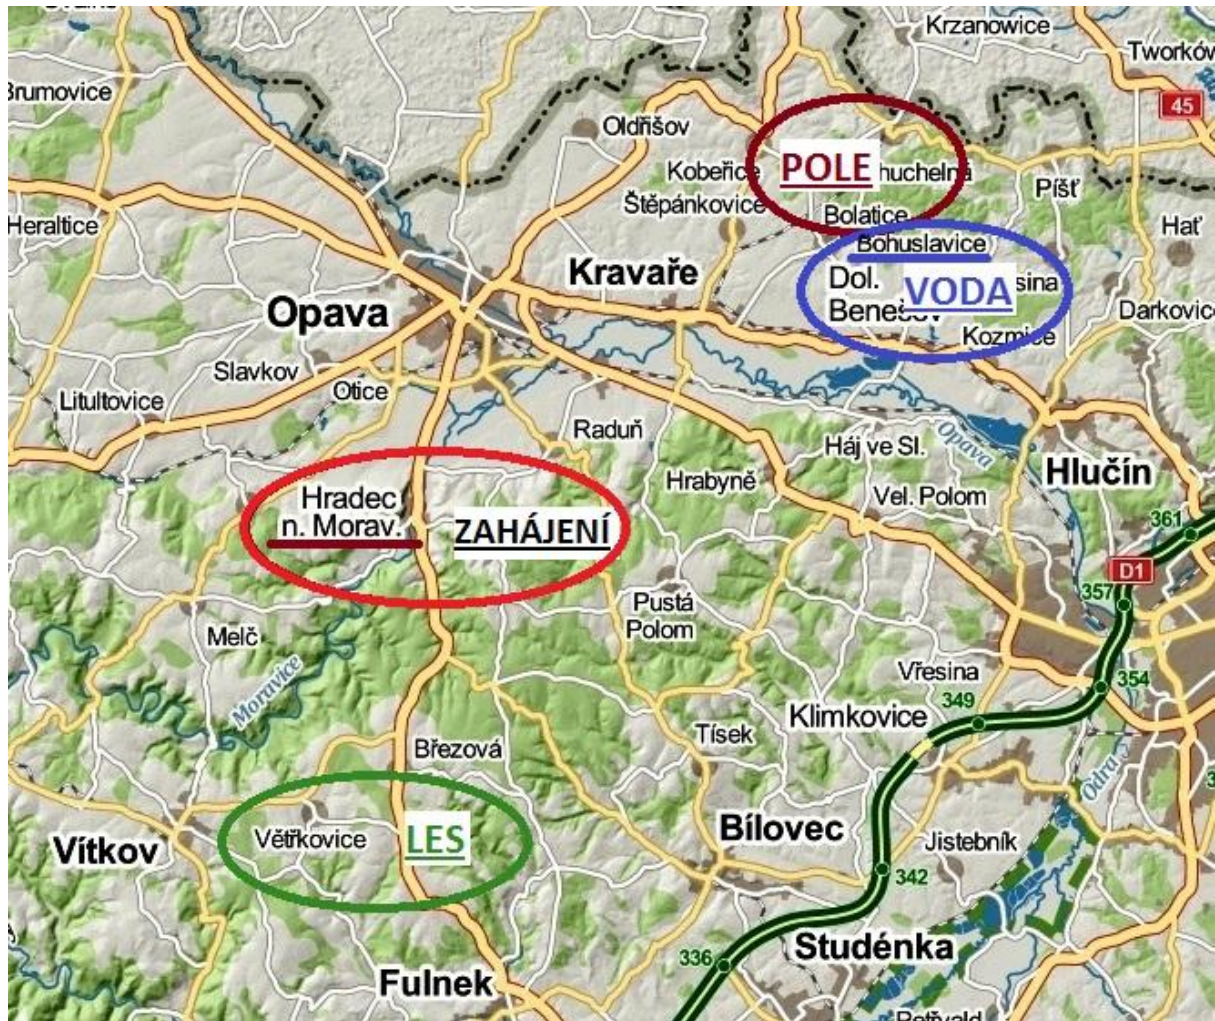 Krzanowice
Tworków
Brumovice
45
Oldřišov
Kobeřice
POLE
huchelná
Píšť
Štěpánkovice
Bolatice
Heraltice
Hať
Bohuslavice
Kravaře
Dol.
Benešov
VODA
sina
Opava
Darkovic
Kozmice
Slavkov
Otice
Litultovice
Raduň
Háj ve Sl.
Opava
Hlučín
Hrabyně
Vel. Polom
Hradec
n. Morav.
ZAHÁJENÍ
361
D1
357
Pustá
Polom
Melč
Moravice
Vřesina
354
349
Klimkovice
Tísek
Březová
Odra
Vítkov
Větřkovice
LES
Bílovec
Jistebník
342
336
Studénka
Fulnek